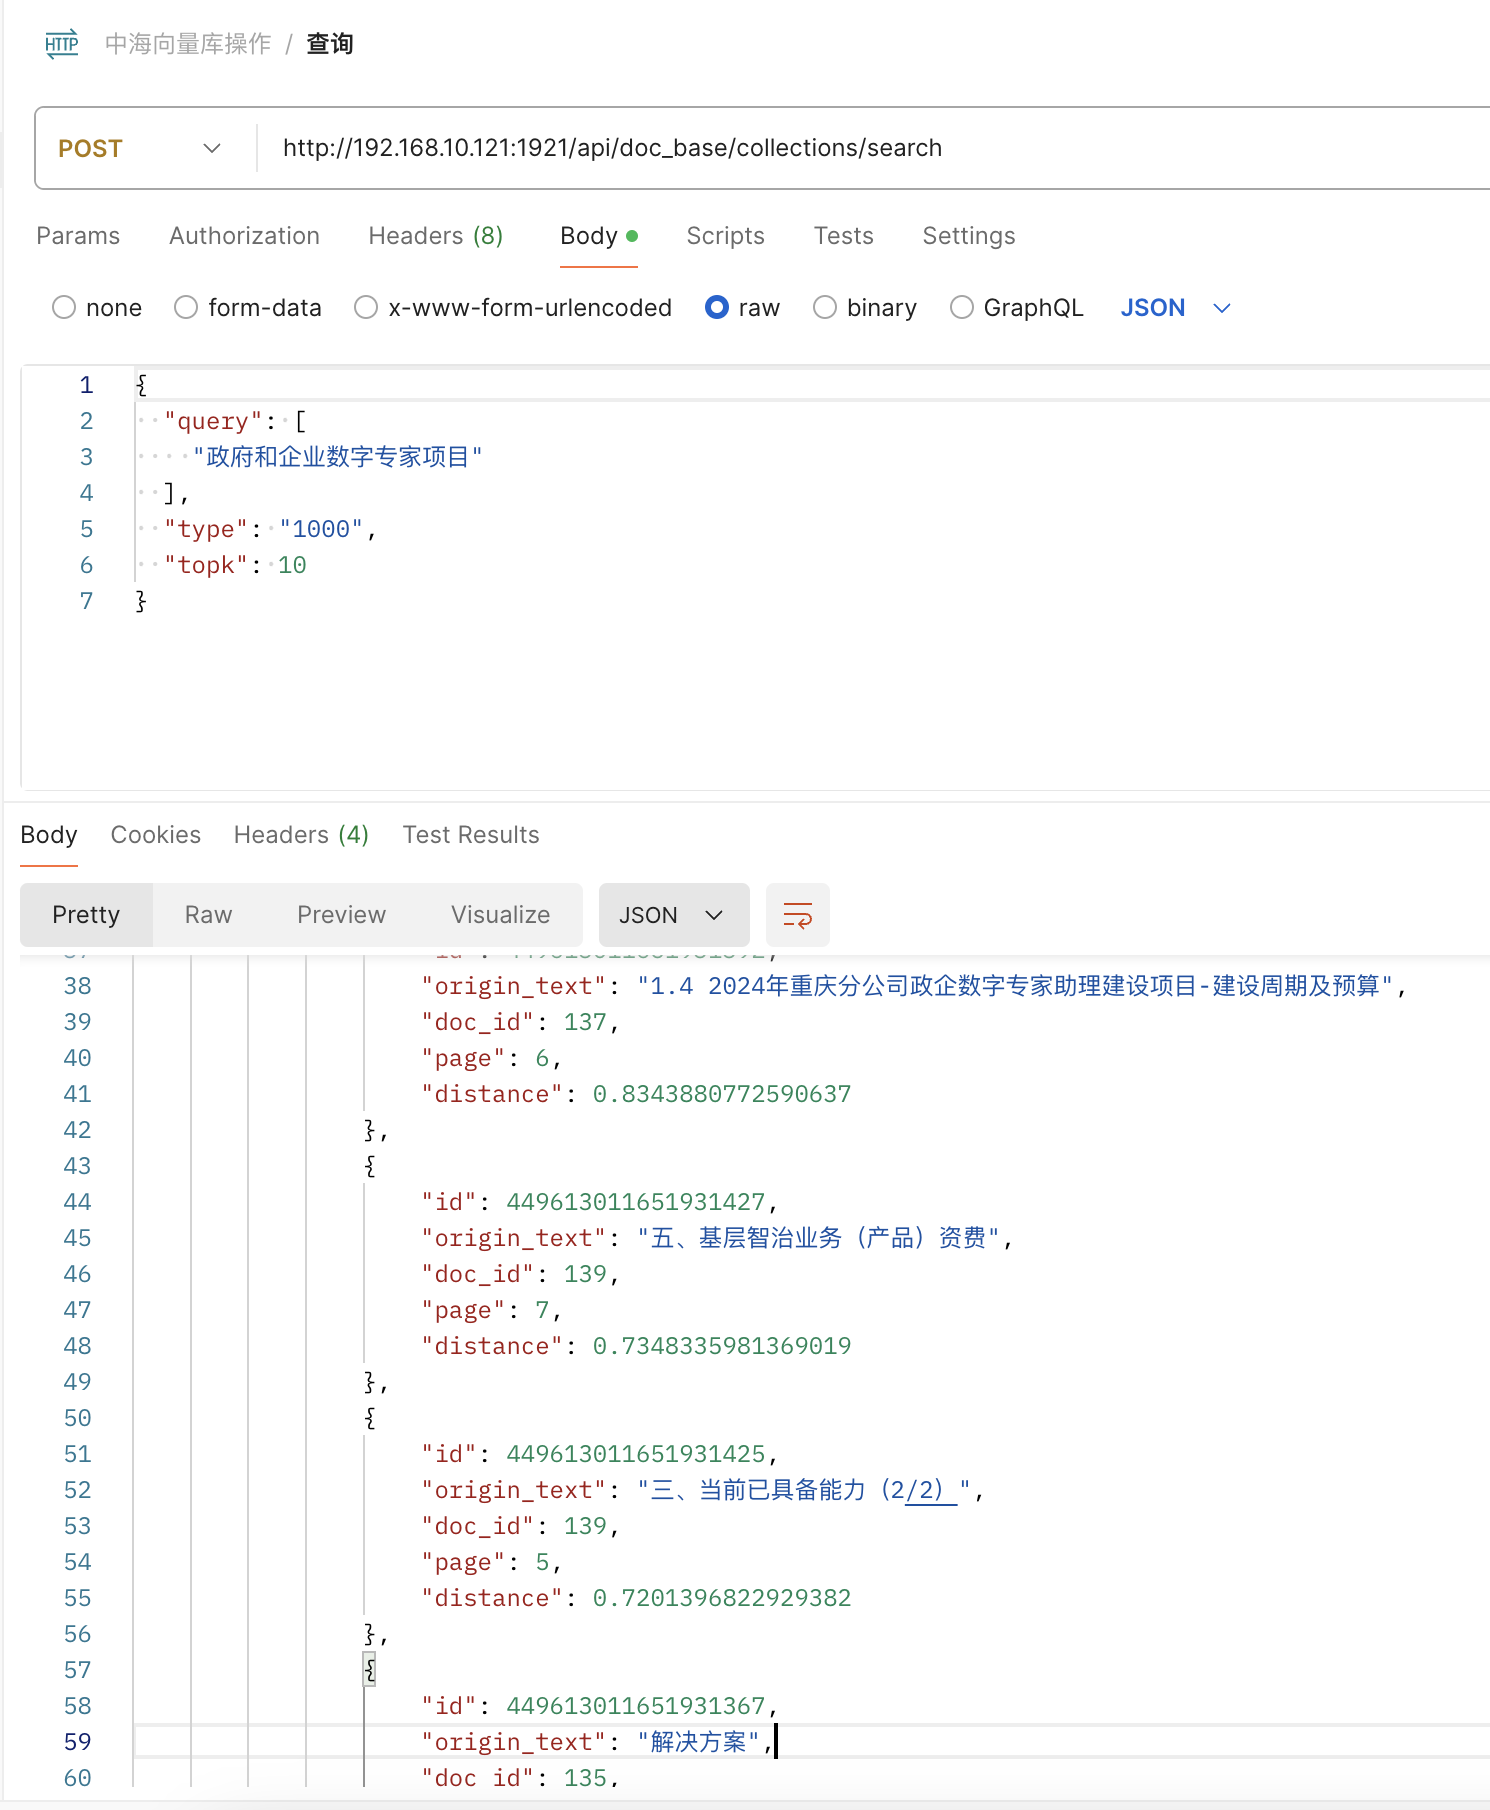 HTTP 中海向量库操作 / 查询
POST http://192.168.10.121:1921/api/doc_base/collections/search
Params Authorization Headers (8) Body Scripts Tests Settings
none form-data x-www-form-urlencoded raw binary GraphQL JSON
1 {
2 "query": [
3 "政府和企业数字专家项目"
4 ],
5 "type": "1000",
6 "topk": 10
7 }
Body Cookies Headers (4) Test Results
Pretty Raw Preview Visualize JSON
38 "origin_text": "1.4 2024年重庆分公司政企数字专家助理建设项目-建设周期及预算",
39 "doc_id": 137,
40 "page": 6,
41 "distance": 0.8343880772590637
42 },
43 {
44 "id": 449613011651931427,
45 "origin_text": "五、基层智治业务（产品）资费",
46 "doc_id": 139,
47 "page": 7,
48 "distance": 0.7348335981369019
49 },
50 {
51 "id": 449613011651931425,
52 "origin_text": "三、当前已具备能力（2/2）",
53 "doc_id": 139,
54 "page": 5,
55 "distance": 0.7201396822929382
56 },
57 {
58 "id": 449613011651931367,
59 "origin_text": "解决方案",
60 "doc_id": 135,